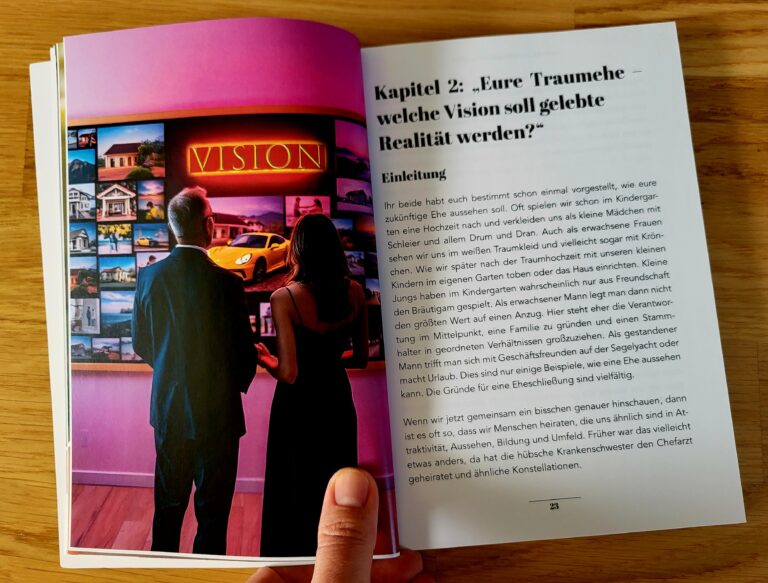 VISION
Kapitel 2: „Eure Traumehe –
welche Vision soll gelebte
Realität werden?“
Einleitung
Ihr beide habt euch bestimmt schon einmal vorgestellt, wie eure
zukünftige Ehe aussehen soll. Oft spielen wir schon im Kindergar-
ten eine Hochzeit nach und verkleiden uns als kleine Mädchen mit
Schleier und allem Drum und Dran. Auch als erwachsene Frauen
sehen wir uns im weißen Traumkleid und vielleicht sogar mit Krön-
chen. Wie wir später nach der Traumhochzeit mit unseren kleinen
Kindern im eigenen Garten toben oder das Haus einrichten. Kleine
Jungs haben im Kindergarten wahrscheinlich nur aus Freundschaft
den Bräutigam gespielt. Als erwachsener Mann legt man dann nicht
den größten Wert auf einen Anzug. Hier steht eher die Verantwor-
tung im Mittelpunkt, eine Familie zu gründen und einen Stamm-
halter in geordneten Verhältnissen großzuziehen. Als gestandener
Mann trifft man sich mit Geschäftsfreunden auf der Segelyacht oder
macht Urlaub. Dies sind nur einige Beispiele, wie eine Ehe aussehen
kann. Die Gründe für eine Eheschließung sind vielfältig.
Wenn wir jetzt gemeinsam ein bisschen genauer hinschauen, dann
ist es oft so, dass wir Menschen heiraten, die uns ähnlich sind in At-
traktivität, Aussehen, Bildung und Umfeld. Früher war das vielleicht
etwas anders, da hat die hübsche Krankenschwester den Chefarzt
geheiratet und ähnliche Konstellationen.
23